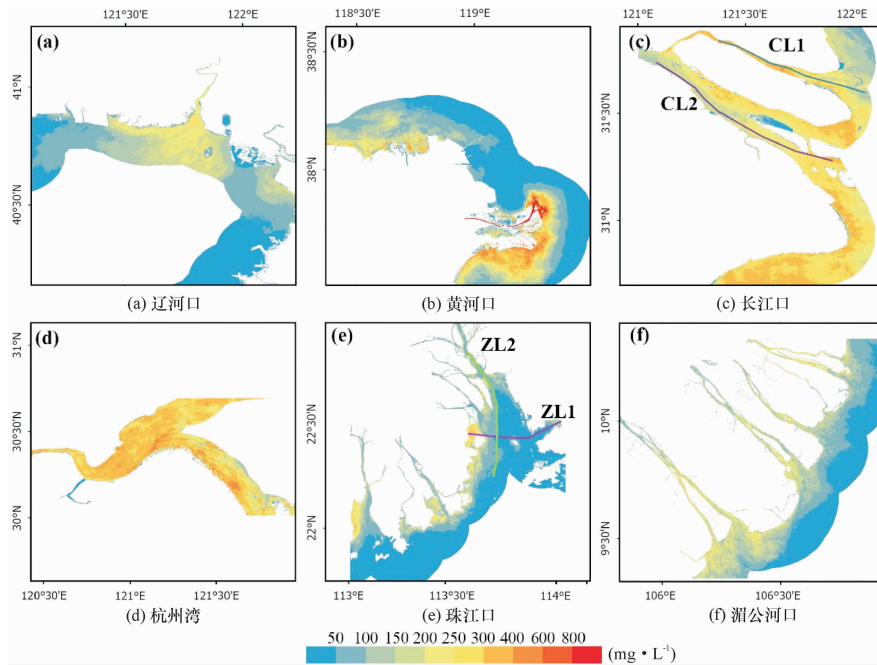 121°30′E 122°E
118°30′E 119°E
121°E 121°30′E 122°E
(a)
41°N
40°30′N
(b)
38°30′N
38°N
(c)
CL1
CL2
31°30′N
31°N
(a) 辽河口
(b) 黄河口
(c) 长江口
(d)
31°N
30°30′N
30°N
120°30′E 121°E 121°30′E
(e)
ZL2
ZL1
22°30′N
22°N
113°E 113°30′E 114°E
(f)
10°N
9°30′N
106°E 106°30′E
(d) 杭州湾
(e) 珠江口
(f) 湄公河口
50 100 150 200 250 300 400 600 800
(mg·L⁻¹)